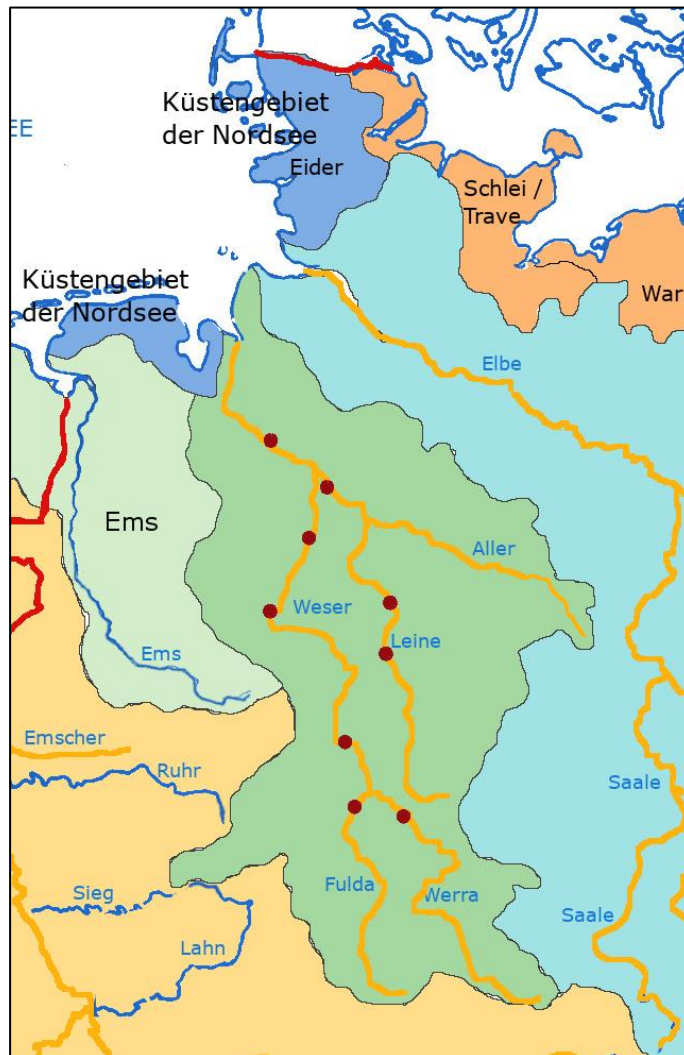 Küstengebiet
der Nordsee
EE
Eider
Schlei /
Trave
Küstengebiet
der Nordsee
War
Elbe
Ems
Aller
Weser
Leine
Ems
Emscher
Ruhr
Saale
Fulda
Werra
Sieg
Saale
Lahn